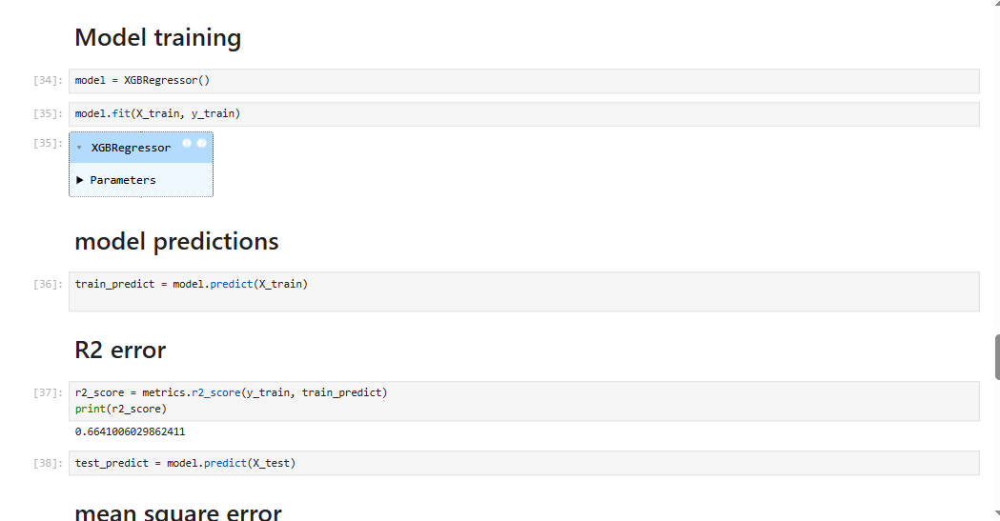 Model training
[34]: model = XGBRegressor()
[35]: model.fit(X_train, y_train)
[35]: XGBRegressor
Parameters
model predictions
[36]: train_predict = model.predict(X_train)
R2 error
[37]: r2_score = metrics.r2_score(y_train, train_predict)
print(r2_score)
0.6641006029862411
[38]: test_predict = model.predict(X_test)
mean square error